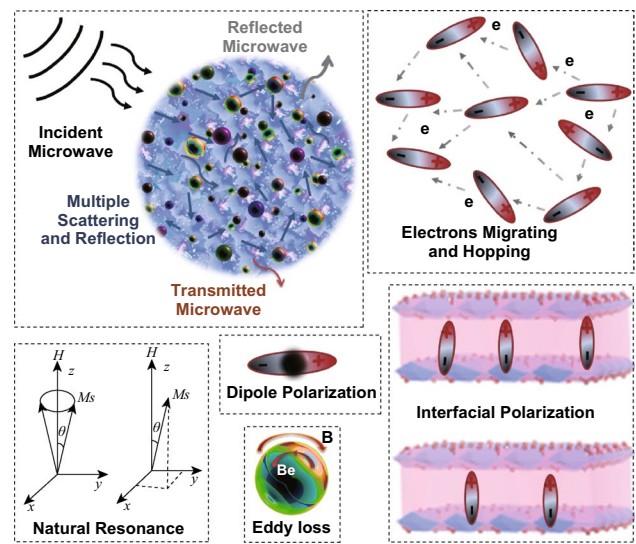 Reflected
Microwave
Incident
Microwave
Multiple
Scattering
and Reflection
Transmitted
Microwave
e
e
e
Electrons Migrating
and Hopping
H
z
Ms
θ
y
x
H
z
Ms
θ
y
x
Natural Resonance
Dipole Polarization
B
Be
Eddy loss
Interfacial Polarization